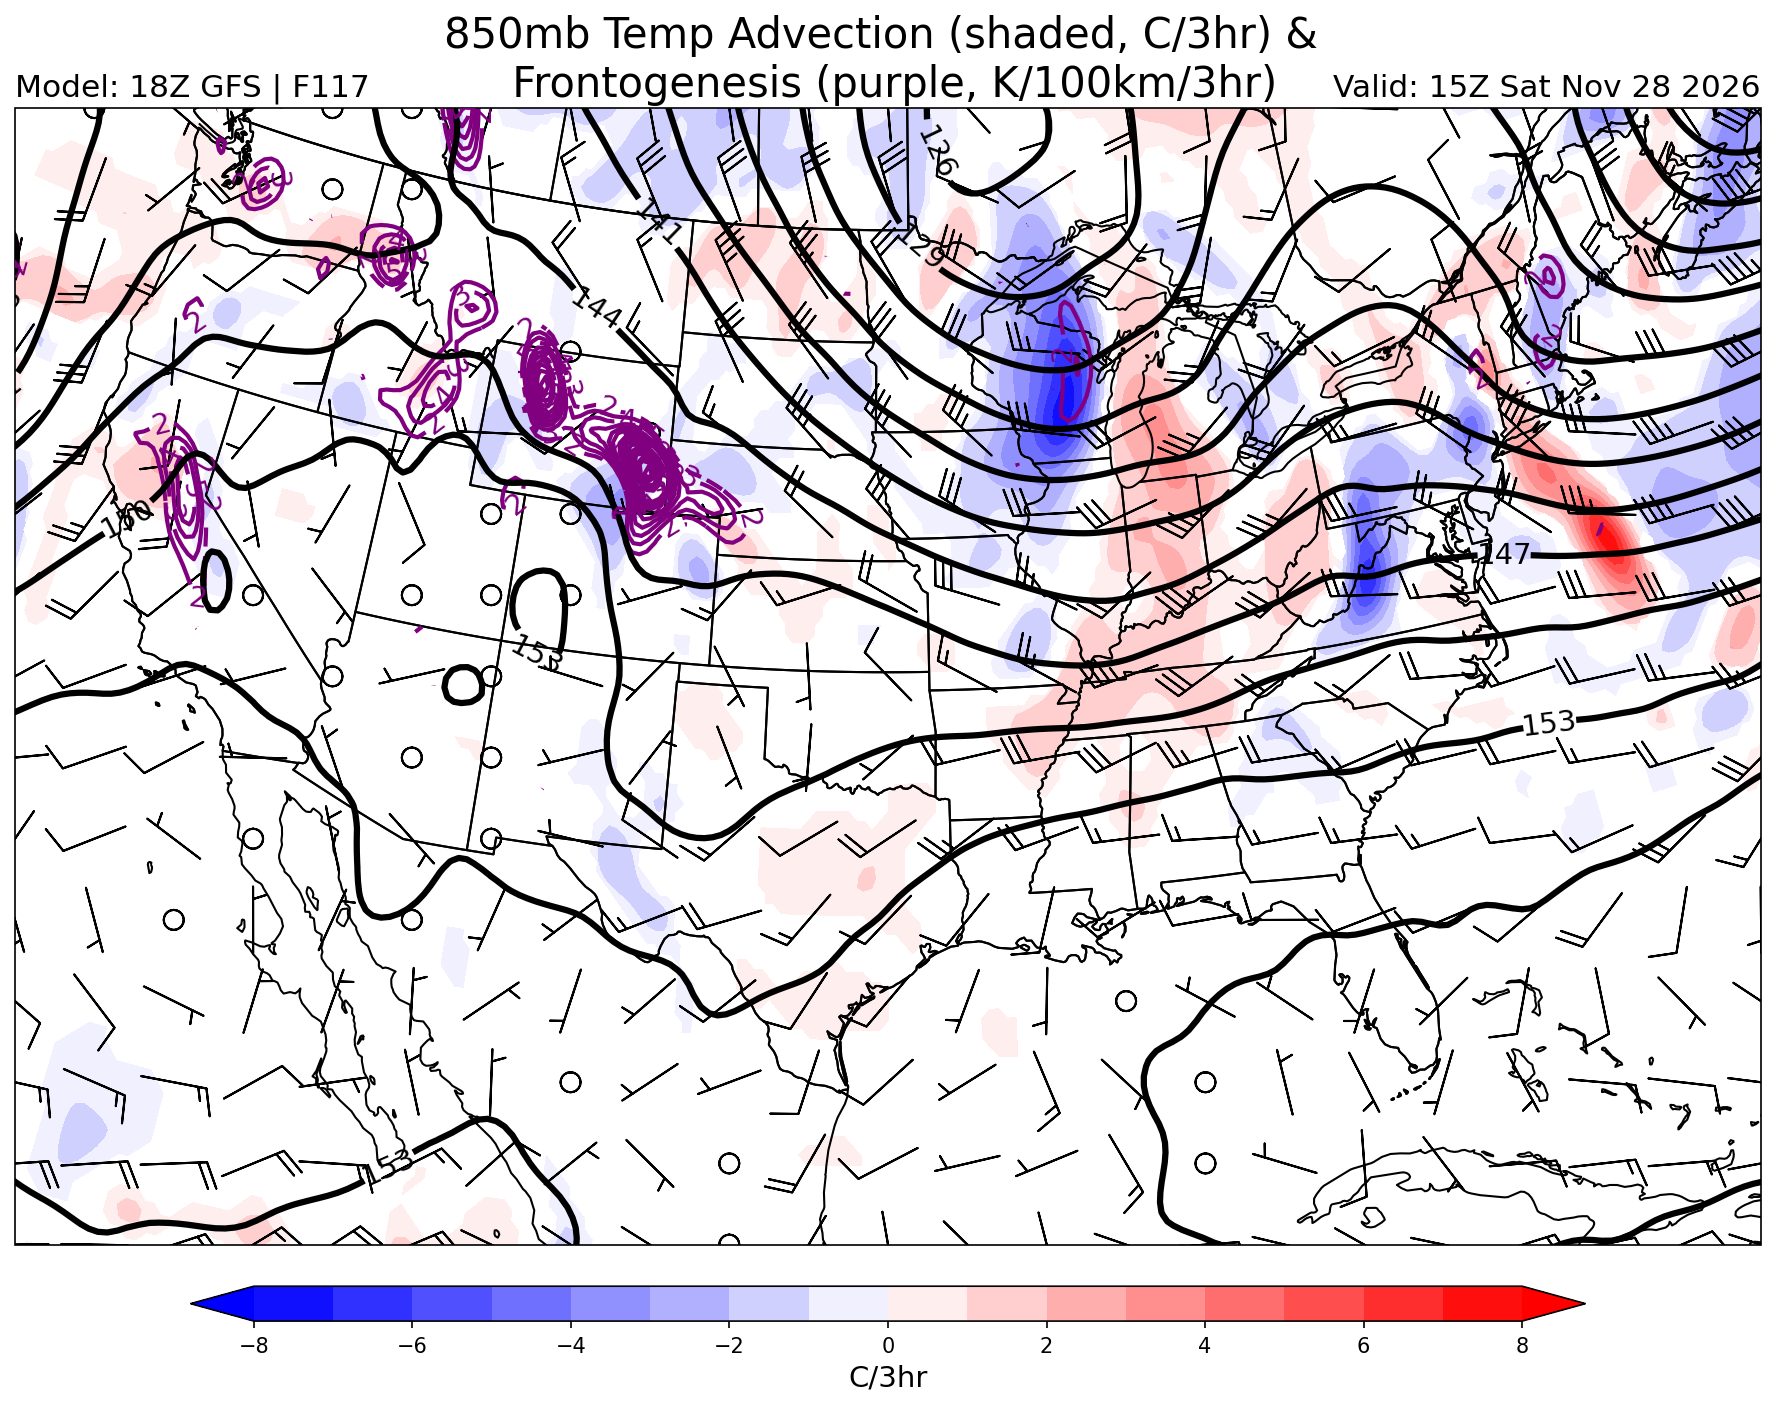 850mb Temp Advection (shaded, C/3hr) &
Frontogenesis (purple, K/100km/3hr)
Model: 18Z GFS | F117
Valid: 15Z Sat Nov 28 2026
126
129
141
144
150
147
153
153
153
−8 −6 −4 −2 0 2 4 6 8
C/3hr